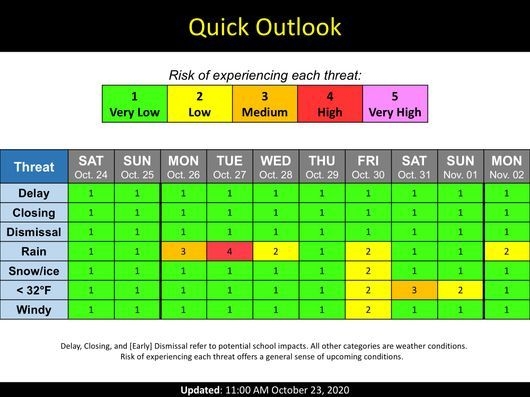 Quick Outlook
Risk of experiencing each threat:
1 2 3 4 5
Very Low Low Medium High Very High
Threat SAT SUN MON TUE WED THU FRI SAT SUN MON
Oct. 24 Oct. 25 Oct. 26 Oct. 27 Oct. 28 Oct. 29 Oct. 30 Oct. 31 Nov. 01 Nov. 02
Delay 1 1 1 1 1 1 1 1 1 1
Closing 1 1 1 1 1 1 1 1 1 1
Dismissal 1 1 1 1 1 1 1 1 1 1
Rain 1 1 3 4 2 1 2 1 1 2
Snow/ice 1 1 1 1 1 1 2 1 1 1
< 32°F 1 1 1 1 1 1 2 3 2 1
Windy 1 1 1 1 1 1 2 1 1 1
Delay, Closing, and [Early] Dismissal refer to potential school impacts. All other categories are weather conditions.
Risk of experiencing each threat offers a general sense of upcoming conditions.
Updated: 11:00 AM October 23, 2020